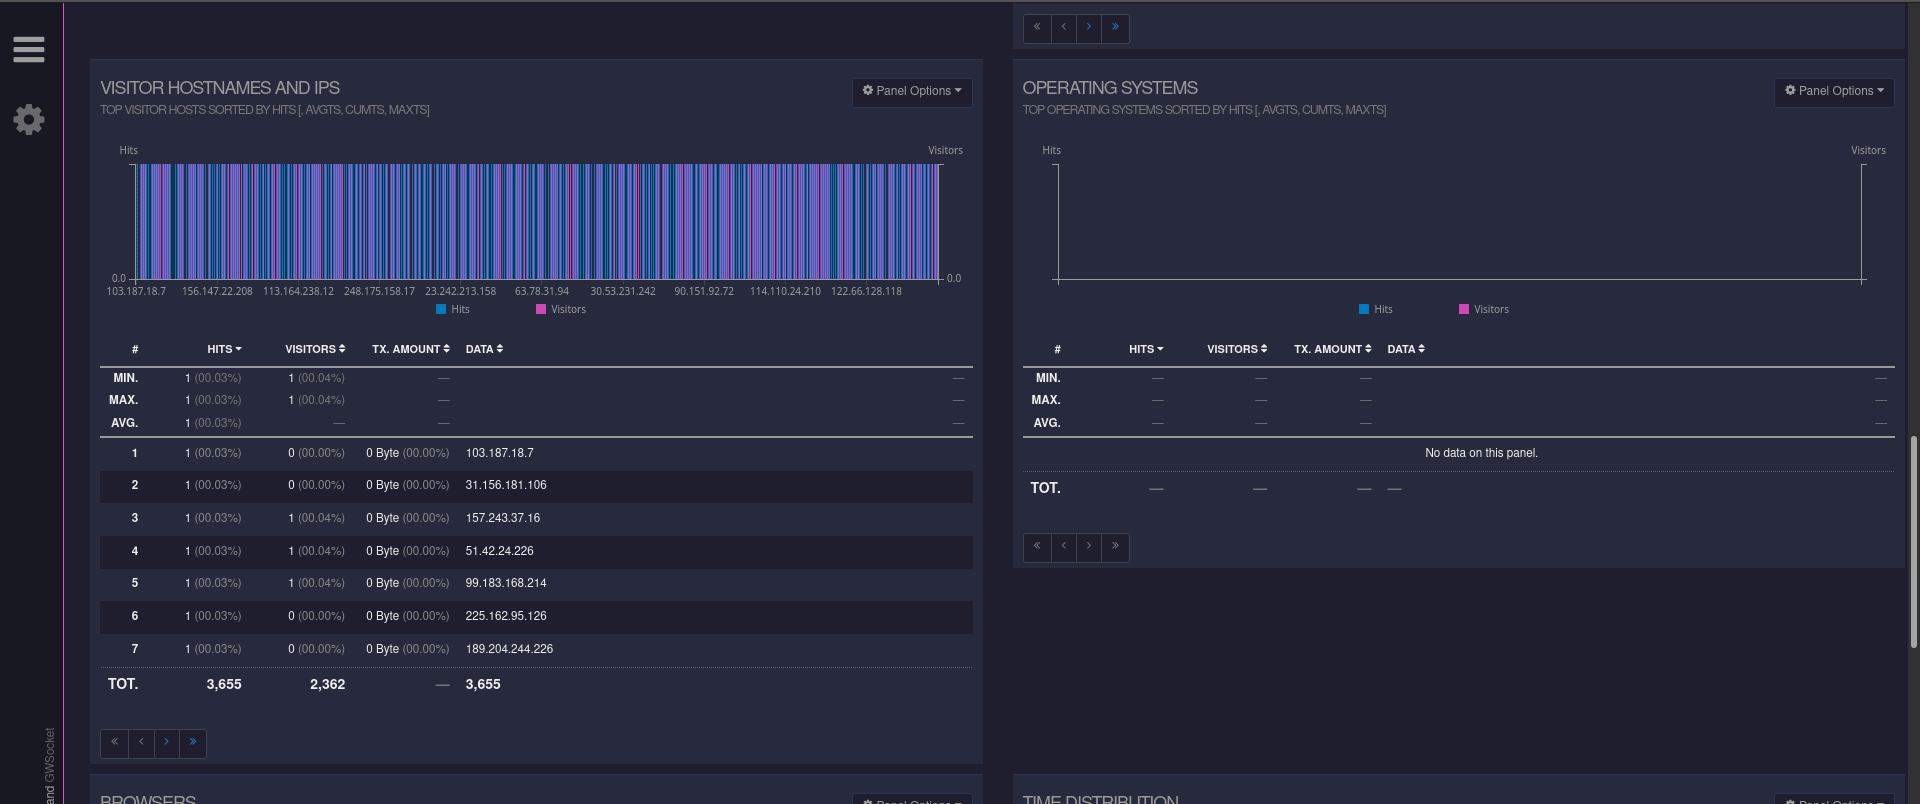 « ‹ › »
VISITOR HOSTNAMES AND IPS
Panel Options
TOP VISITOR HOSTS SORTED BY HITS [, AVGTS, CUMTS, MAXTS]
Hits Visitors
0.0 0.0
103.187.18.7 156.147.22.208 113.164.238.12 248.175.158.17 23.242.213.158 63.78.31.94 30.53.231.242 90.151.92.72 114.110.24.210 122.66.128.118
Hits Visitors
# HITS VISITORS TX. AMOUNT DATA
MIN. 1 (00.03%) 1 (00.04%) — —
MAX. 1 (00.03%) 1 (00.04%) — —
AVG. 1 (00.03%) — — —
1 1 (00.03%) 0 (00.00%) 0 Byte (00.00%) 103.187.18.7
2 1 (00.03%) 0 (00.00%) 0 Byte (00.00%) 31.156.181.106
3 1 (00.03%) 1 (00.04%) 0 Byte (00.00%) 157.243.37.16
4 1 (00.03%) 1 (00.04%) 0 Byte (00.00%) 51.42.24.226
5 1 (00.03%) 1 (00.04%) 0 Byte (00.00%) 99.183.168.214
6 1 (00.03%) 0 (00.00%) 0 Byte (00.00%) 225.162.95.126
7 1 (00.03%) 0 (00.00%) 0 Byte (00.00%) 189.204.244.226
TOT. 3,655 2,362 — 3,655
« ‹ › »
OPERATING SYSTEMS
Panel Options
TOP OPERATING SYSTEMS SORTED BY HITS [, AVGTS, CUMTS, MAXTS]
Hits Visitors
Hits Visitors
# HITS VISITORS TX. AMOUNT DATA
MIN. — — — —
MAX. — — — —
AVG. — — — —
No data on this panel.
TOT. — — — —
« ‹ › »
BROWSERS
Panel Options
TIME DISTRIBUTION
Panel Options
and GWSocket